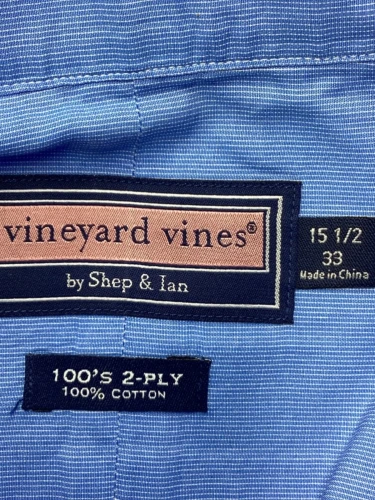 vineyard vines®
by Shep & Ian
15 1/2
33
Made in China
100'S 2-PLY
100% COTTON